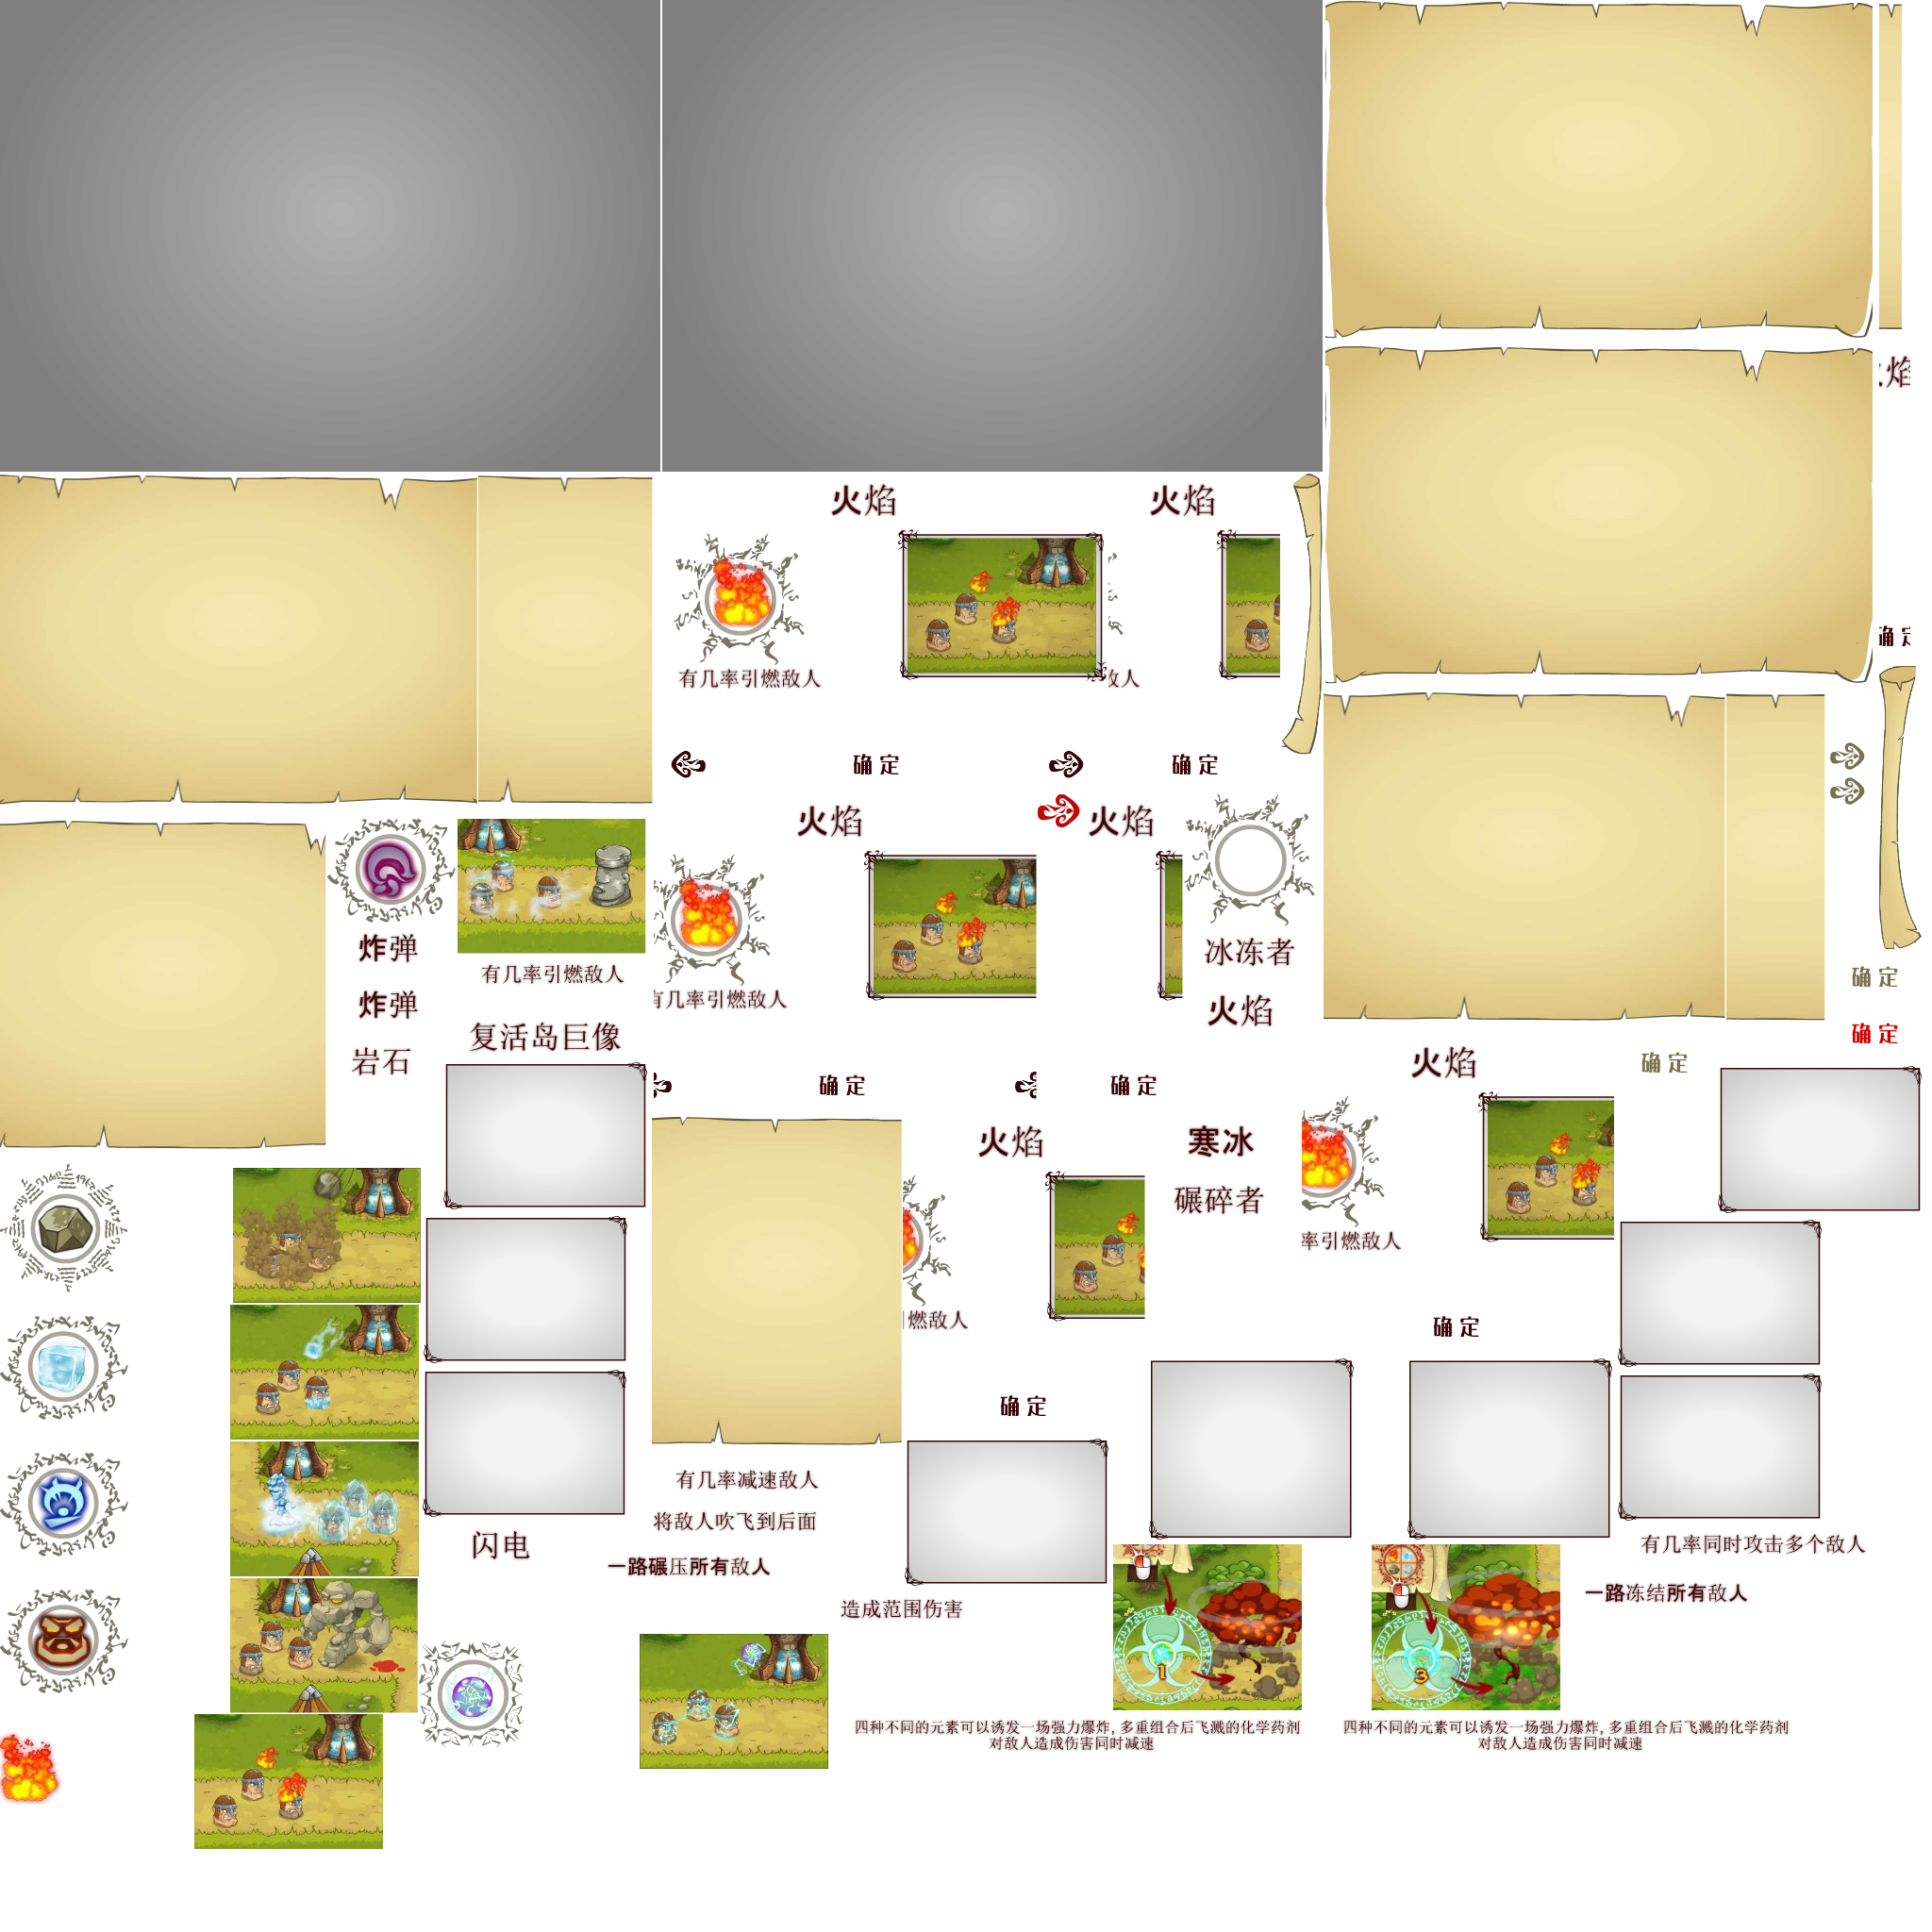 火焰
火焰
火焰
有几率引燃敌人
敌人
确定
确定
确定
火焰
火焰
有几率引燃敌人
确定
确定
炸弹
炸弹
岩石
有几率引燃敌人
复活岛巨像
冰冻者
火焰
确定
确定
火焰
确定
火焰
寒冰
碾碎者
率引燃敌人
引燃敌人
确定
确定
有几率减速敌人
将敌人吹飞到后面
一路碾压所有敌人
闪电
造成范围伤害
有几率同时攻击多个敌人
一路冻结所有敌人
1
3
四种不同的元素可以诱发一场强力爆炸, 多重组合后飞溅的化学药剂
对敌人造成伤害同时减速
四种不同的元素可以诱发一场强力爆炸, 多重组合后飞溅的化学药剂
对敌人造成伤害同时减速